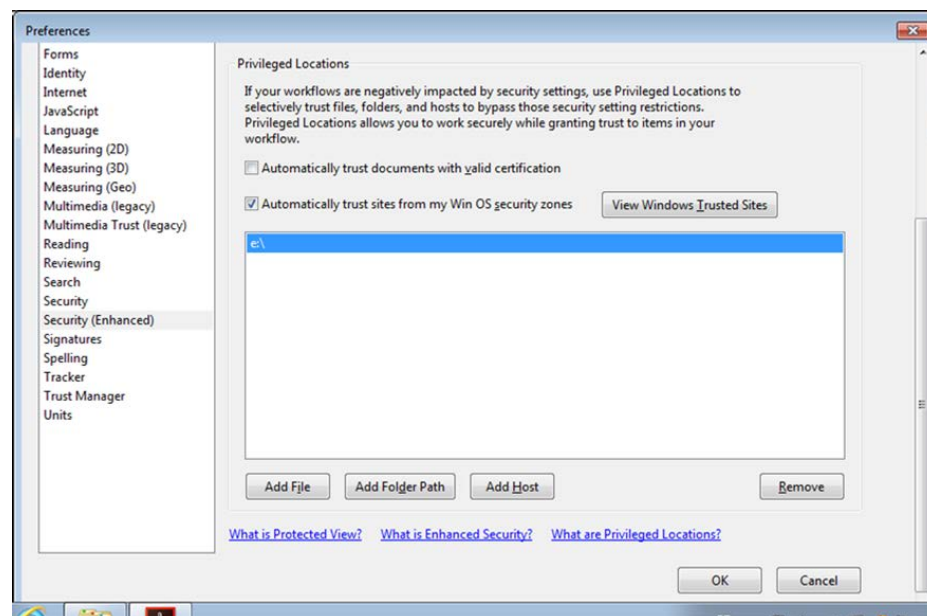 Preferences
Forms
Identity
Internet
JavaScript
Language
Measuring (2D)
Measuring (3D)
Measuring (Geo)
Multimedia (legacy)
Multimedia Trust (legacy)
Reading
Reviewing
Search
Security
Security (Enhanced)
Signatures
Spelling
Tracker
Trust Manager
Units
Privileged Locations
If your workflows are negatively impacted by security settings, use Privileged Locations to
selectively trust files, folders, and hosts to bypass those security setting restrictions.
Privileged Locations allows you to work securely while granting trust to items in your
workflow.
Automatically trust documents with valid certification
Automatically trust sites from my Win OS security zones
View Windows Trusted Sites
e:\
Add File
Add Folder Path
Add Host
Remove
What is Protected View?
What is Enhanced Security?
What are Privileged Locations?
OK
Cancel